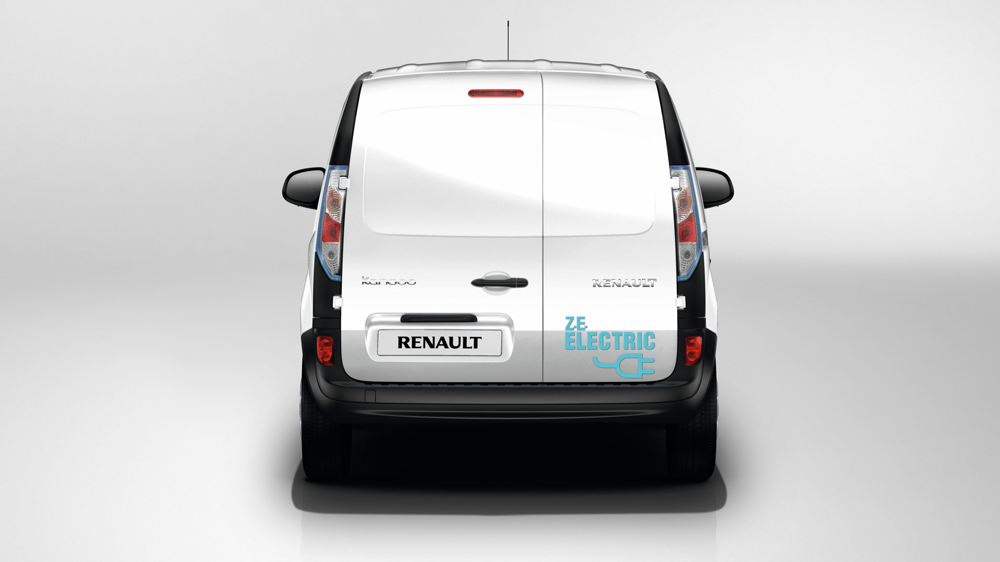 Kangoo
RENAULT
RENAULT
Z.E.
ELECTRIC